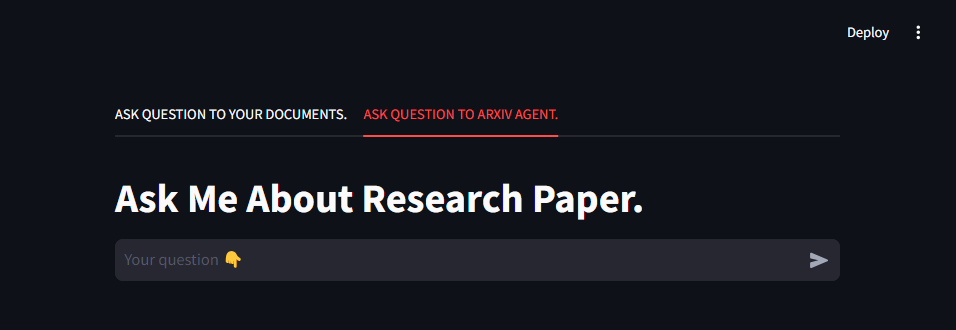 Deploy
ASK QUESTION TO YOUR DOCUMENTS. ASK QUESTION TO ARXIV AGENT.
Ask Me About Research Paper.
Your question 👇